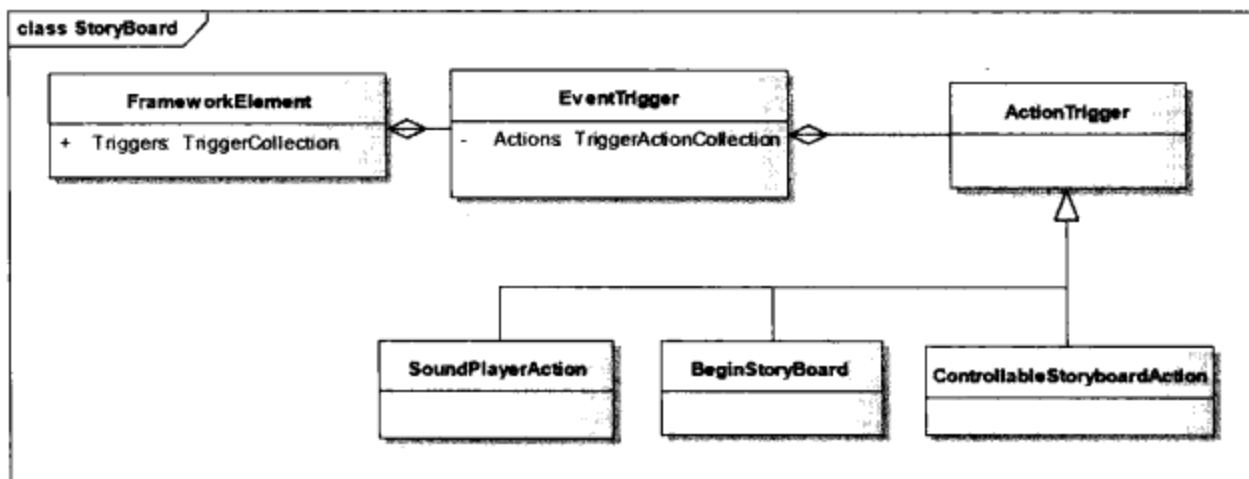 class StoryBoard
FrameworkElement
+ Triggers: TriggerCollection
EventTrigger
- Actions: TriggerActionCollection
ActionTrigger
SoundPlayerAction
BeginStoryBoard
ControllableStoryboardAction